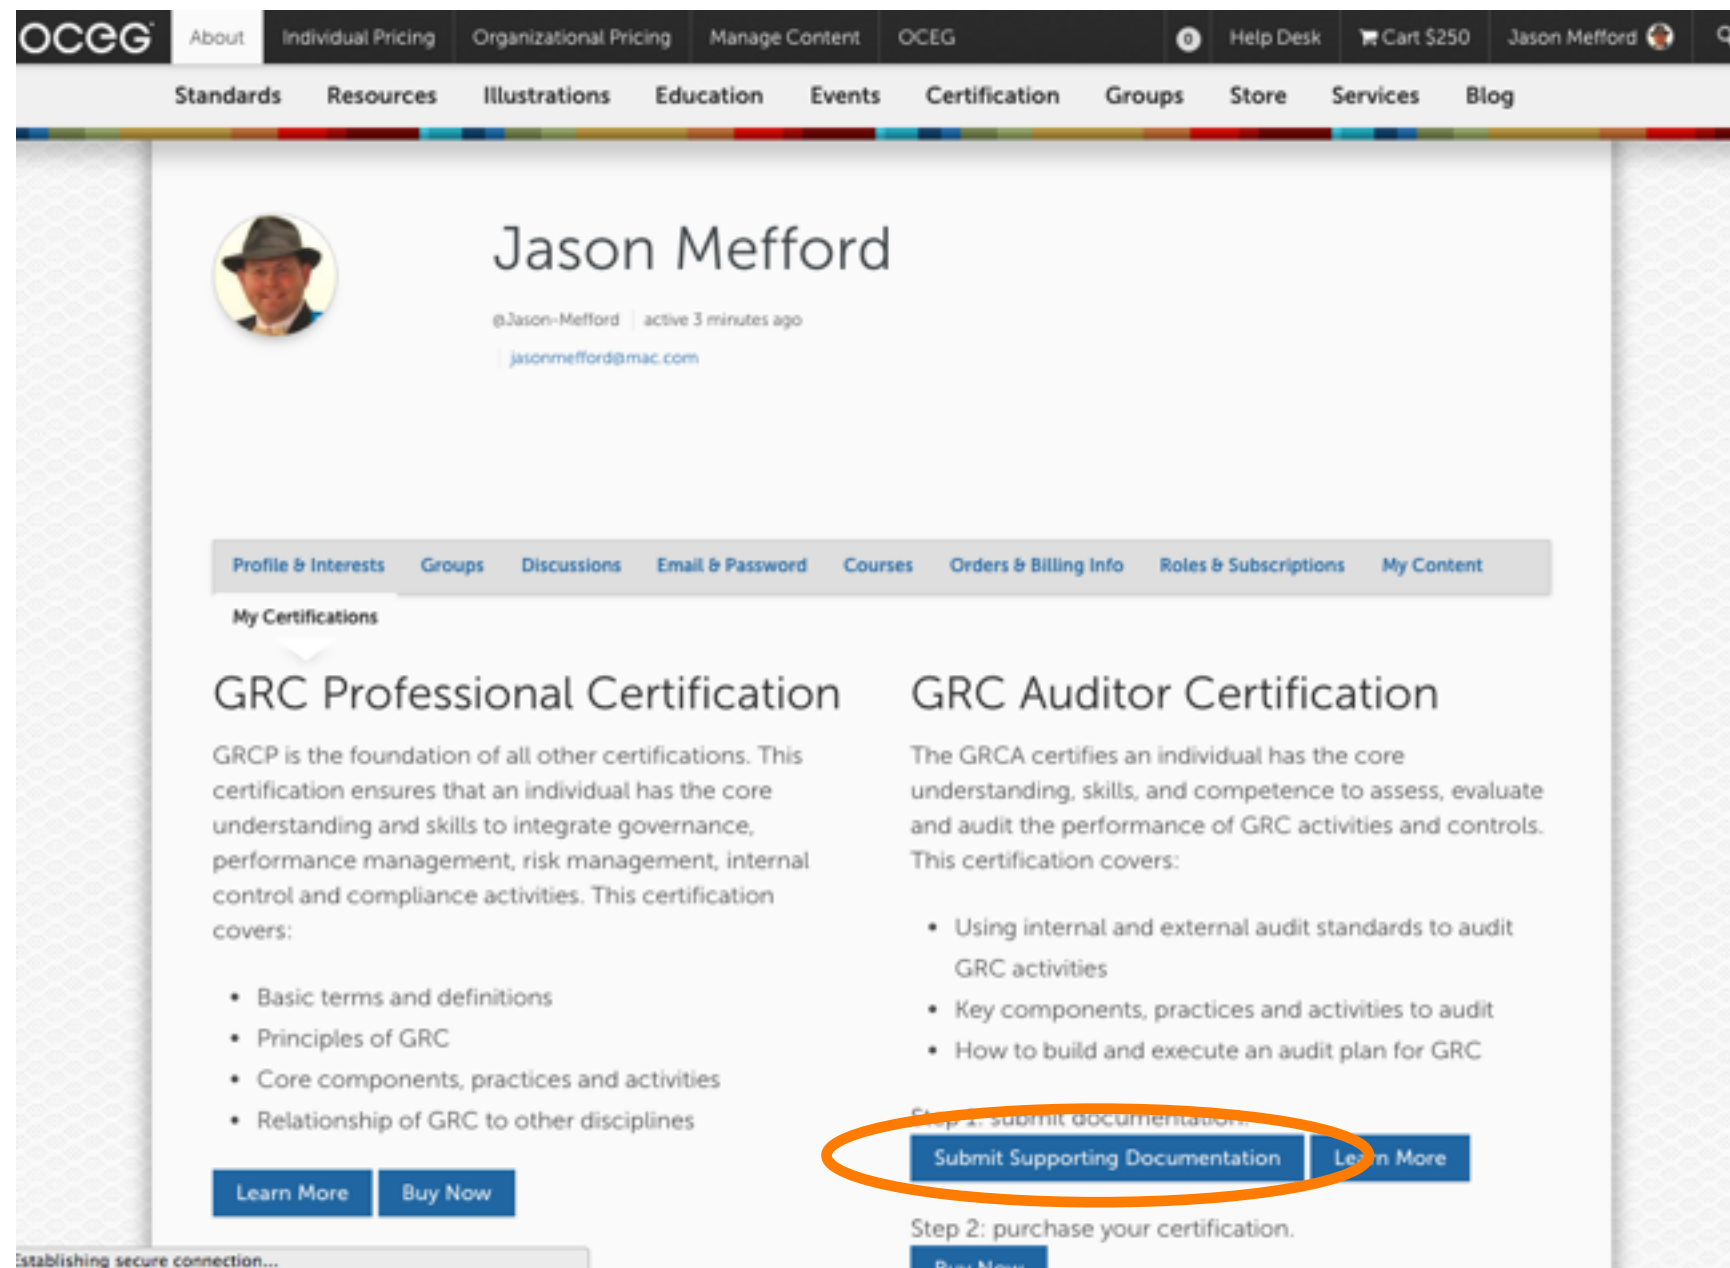 OCEG About Individual Pricing Organizational Pricing Manage Content OCEG 0 Help Desk Cart $250 Jason Mefford
Standards Resources Illustrations Education Events Certification Groups Store Services Blog
Jason Mefford
@Jason-Mefford active 3 minutes ago
jasonmefford@mac.com
Profile & Interests Groups Discussions Email & Password Courses Orders & Billing Info Roles & Subscriptions My Content
My Certifications
GRC Professional Certification
GRCP is the foundation of all other certifications. This
certification ensures that an individual has the core
understanding and skills to integrate governance,
performance management, risk management, internal
control and compliance activities. This certification
covers:
• Basic terms and definitions
• Principles of GRC
• Core components, practices and activities
• Relationship of GRC to other disciplines
Learn More Buy Now
GRC Auditor Certification
The GRCA certifies an individual has the core
understanding, skills, and competence to assess, evaluate
and audit the performance of GRC activities and controls.
This certification covers:
• Using internal and external audit standards to audit
GRC activities
• Key components, practices and activities to audit
• How to build and execute an audit plan for GRC
Step 1: submit documentation.
Submit Supporting Documentation Learn More
Step 2: purchase your certification.
Buy Now
Establishing secure connection...